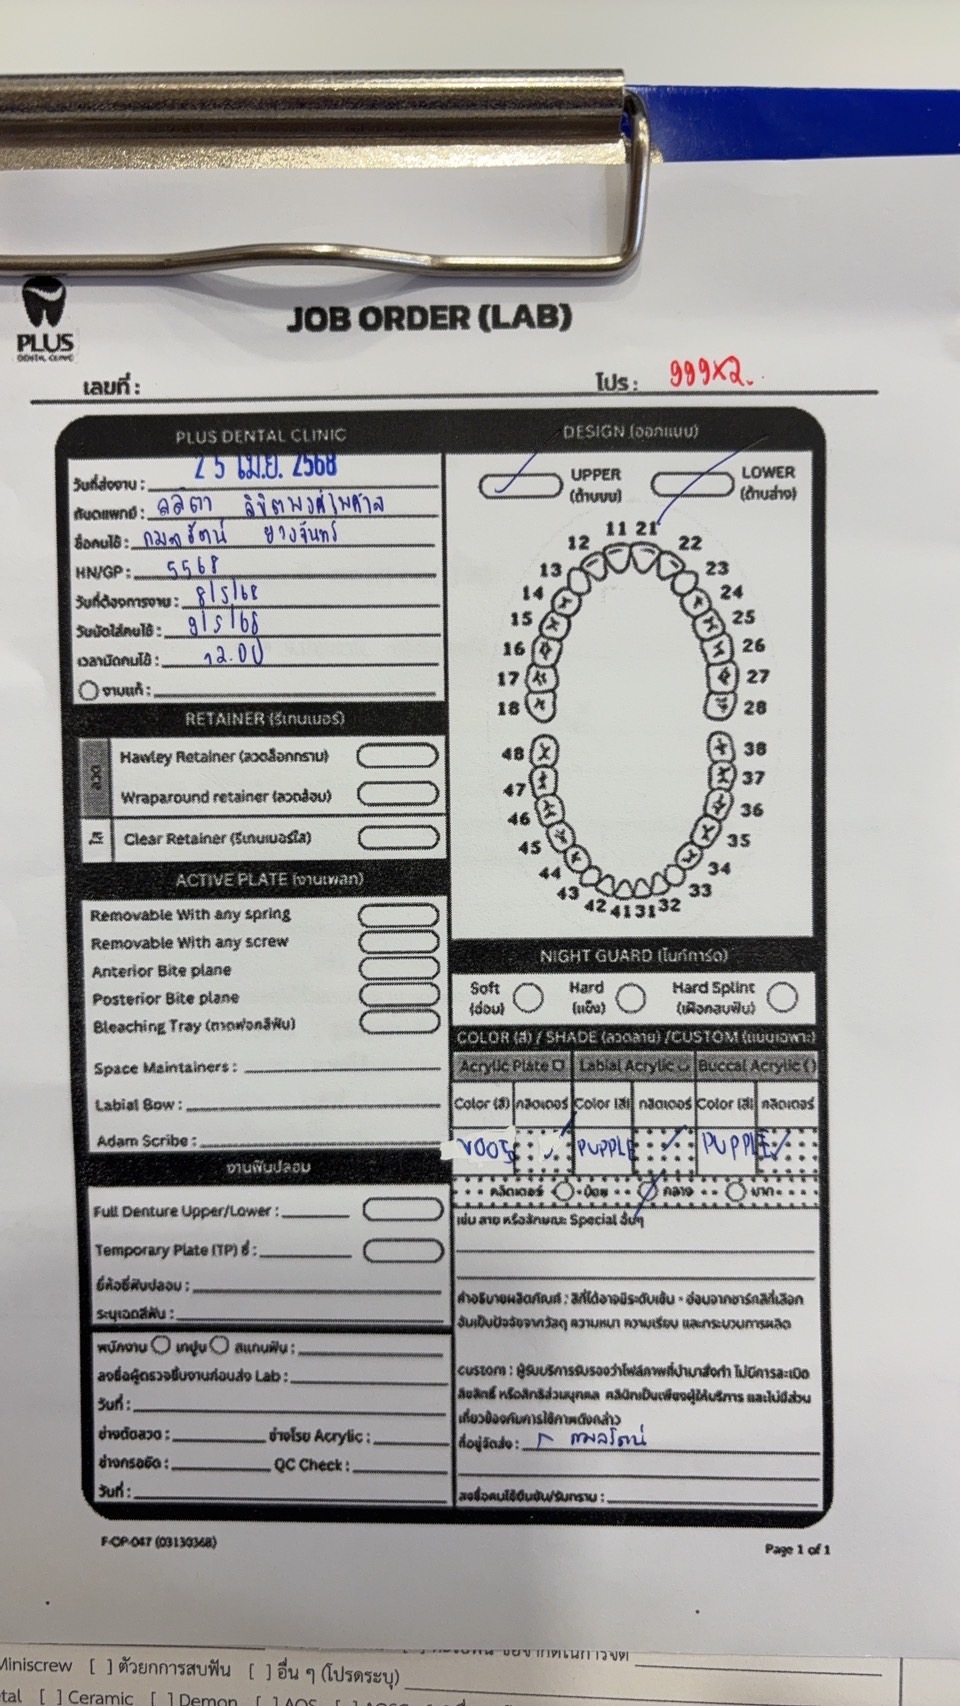 PLUS
DENTAL CLINIC
JOB ORDER (LAB)
เลขที่ :
โปร : 999x2.
PLUS DENTAL CLINIC
วันที่ส่งงาน : 25 เม.ย. 2568
ทันตแพทย์ : ลลิตา ลิขิตพงศ์ไพศาล
ชื่อคนไข้ : กมลรัตน์ ยางจันทร์
HN/GP : 5568
วันที่ต้องการงาน : 8/5/68
วันนัดใส่คนไข้ : 9/5/68
เวลานัดคนไข้ : 12.00
งานแก้ :
RETAINER (รีเทนเนอร์)
ลวด
Hawley Retainer (ลวดล็อกกราม)
Wraparound retainer (ลวดล้อม)
ใส
Clear Retainer (รีเทนเนอร์ใส)
ACTIVE PLATE (งานเพลท)
Removable With any spring
Removable With any screw
Anterior Bite plane
Posterior Bite plane
Bleaching Tray (ถาดฟอกสีฟัน)
Space Maintainers :
Labial Bow :
Adam Scribe :
งานฟันปลอม
Full Denture Upper/Lower :
Temporary Plate (TP) ซี่ :
ยี่ห้อซี่ฟันปลอม :
ระบุเฉดสีฟัน :
พนักงาน เทปูน สแกนฟัน :
ลงชื่อผู้ตรวจชิ้นงานก่อนส่ง Lab :
วันที่ :
ช่างดัดลวด : ช่างโรย Acrylic :
ช่างกรอขัด : QC Check :
วันที่ :
DESIGN (ออกแบบ)
UPPER
(ด้านบน)
LOWER
(ด้านล่าง)
11 21
12 22
13 23
14 24
15 25
16 26
17 27
18 28
48 38
47 37
46 36
45 35
44 34
43 33
42 41 31 32
NIGHT GUARD (ไนท์การ์ด)
Soft
(อ่อน)
Hard
(แข็ง)
Hard Splint
(เฝือกสบฟัน)
COLOR (สี) / SHADE (ลวดลาย) /CUSTOM (แบบเฉพาะ)
Acrylic Plate Labial Acrylic Buccal Acrylic
Color (สี) กลิตเตอร์ Color (สี) กลิตเตอร์ Color (สี) กลิตเตอร์
V005 PUPPLE PUPPLE
กลิตเตอร์ น้อย กลาง มาก
เช่น ลาย หรือลักษณะ Special อื่นๆ
คำอธิบายผลิตภัณฑ์ : สีที่ได้อาจมีระดับเข้ม - อ่อนจากชาร์ทสีที่เลือก
อันเป็นปัจจัยจากวัสดุ ความหนา ความเรียบ และกระบวนการผลิต
custom : ผู้รับบริการรับรองว่าไฟล์ภาพที่นำมาสั่งทำ ไม่มีการละเมิด
ลิขสิทธิ์ หรือสิทธิส่วนบุคคล คลินิกเป็นเพียงผู้ให้บริการ และไม่มีส่วน
เกี่ยวข้องกับการใช้ภาพดังกล่าว
ที่อยู่จัดส่ง : กมลรัตน์
ลงชื่อคนไข้ยืนยัน/รับทราบ :
F-OP-047 (03130368)
Page 1 of 1
Miniscrew [ ] ตัวยกการสบฟัน [ ] อื่น ๆ (โปรดระบุ)
[ ] Ceramic [ ] Damon